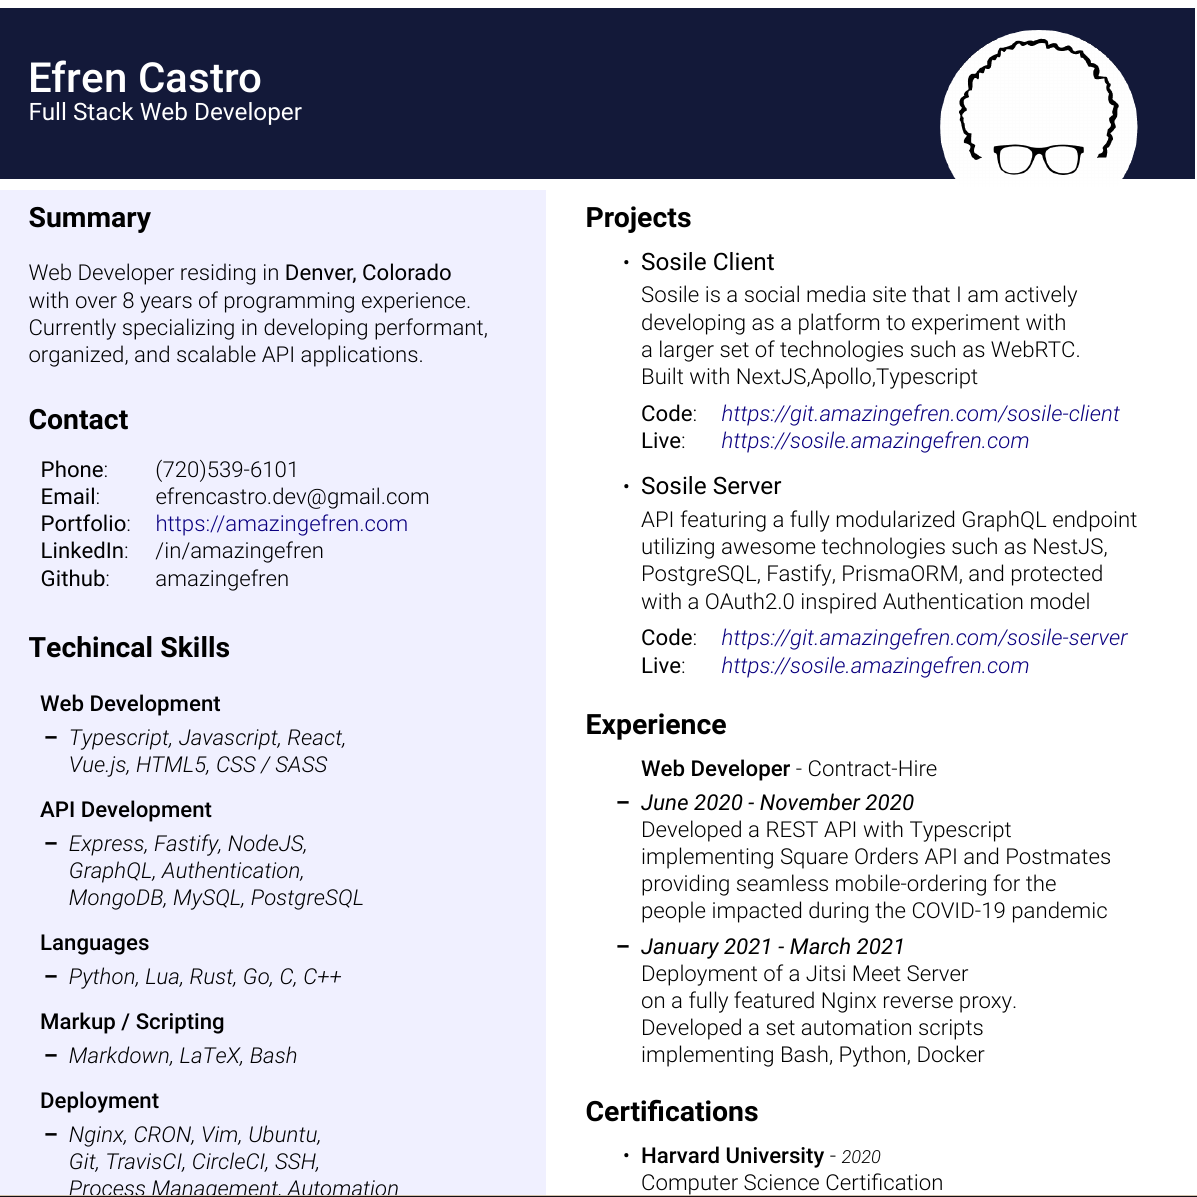 Efren Castro
Full Stack Web Developer
Summary
Web Developer residing in Denver, Colorado
with over 8 years of programming experience.
Currently specializing in developing performant,
organized, and scalable API applications.
Contact
Phone: (720)539-6101
Email: efrencastro.dev@gmail.com
Portfolio: https://amazingefren.com
LinkedIn: /in/amazingefren
Github: amazingefren
Techincal Skills
Web Development
– Typescript, Javascript, React,
Vue.js, HTML5, CSS / SASS
API Development
– Express, Fastify, NodeJS,
GraphQL, Authentication,
MongoDB, MySQL, PostgreSQL
Languages
– Python, Lua, Rust, Go, C, C++
Markup / Scripting
– Markdown, LaTeX, Bash
Deployment
– Nginx, CRON, Vim, Ubuntu,
Git, TravisCI, CircleCI, SSH,
Process Management, Automation
Projects
• Sosile Client
Sosile is a social media site that I am actively
developing as a platform to experiment with
a larger set of technologies such as WebRTC.
Built with NextJS,Apollo,Typescript
Code: https://git.amazingefren.com/sosile-client
Live: https://sosile.amazingefren.com
• Sosile Server
API featuring a fully modularized GraphQL endpoint
utilizing awesome technologies such as NestJS,
PostgreSQL, Fastify, PrismaORM, and protected
with a OAuth2.0 inspired Authentication model
Code: https://git.amazingefren.com/sosile-server
Live: https://sosile.amazingefren.com
Experience
Web Developer - Contract-Hire
– June 2020 - November 2020
Developed a REST API with Typescript
implementing Square Orders API and Postmates
providing seamless mobile-ordering for the
people impacted during the COVID-19 pandemic
– January 2021 - March 2021
Deployment of a Jitsi Meet Server
on a fully featured Nginx reverse proxy.
Developed a set automation scripts
implementing Bash, Python, Docker
Certifications
• Harvard University - 2020
Computer Science Certification